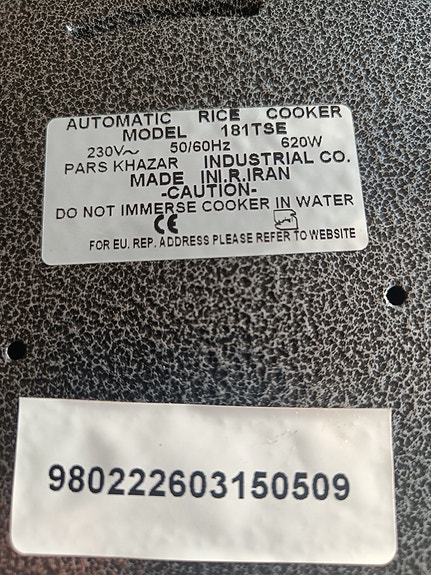 AUTOMATIC RICE COOKER
MODEL 181TSE
230V~ 50/60Hz 620W
PARS KHAZAR INDUSTRIAL CO.
MADE INI.R.IRAN
-CAUTION-
DO NOT IMMERSE COOKER IN WATER
CE
FOR EU. REP. ADDRESS PLEASE REFER TO WEBSITE
980222603150509